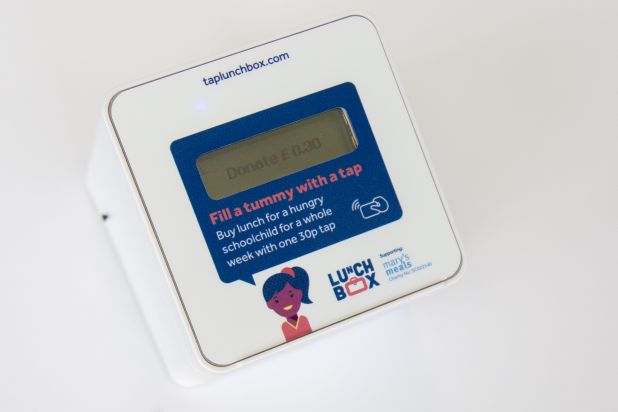 taplunchbox.com
Donate £ 0.30
Fill a tummy with a tap
Buy lunch for a hungry
schoolchild for a whole
week with one 30p tap
LUNCH
BOX
Supporting:
mary's
meals